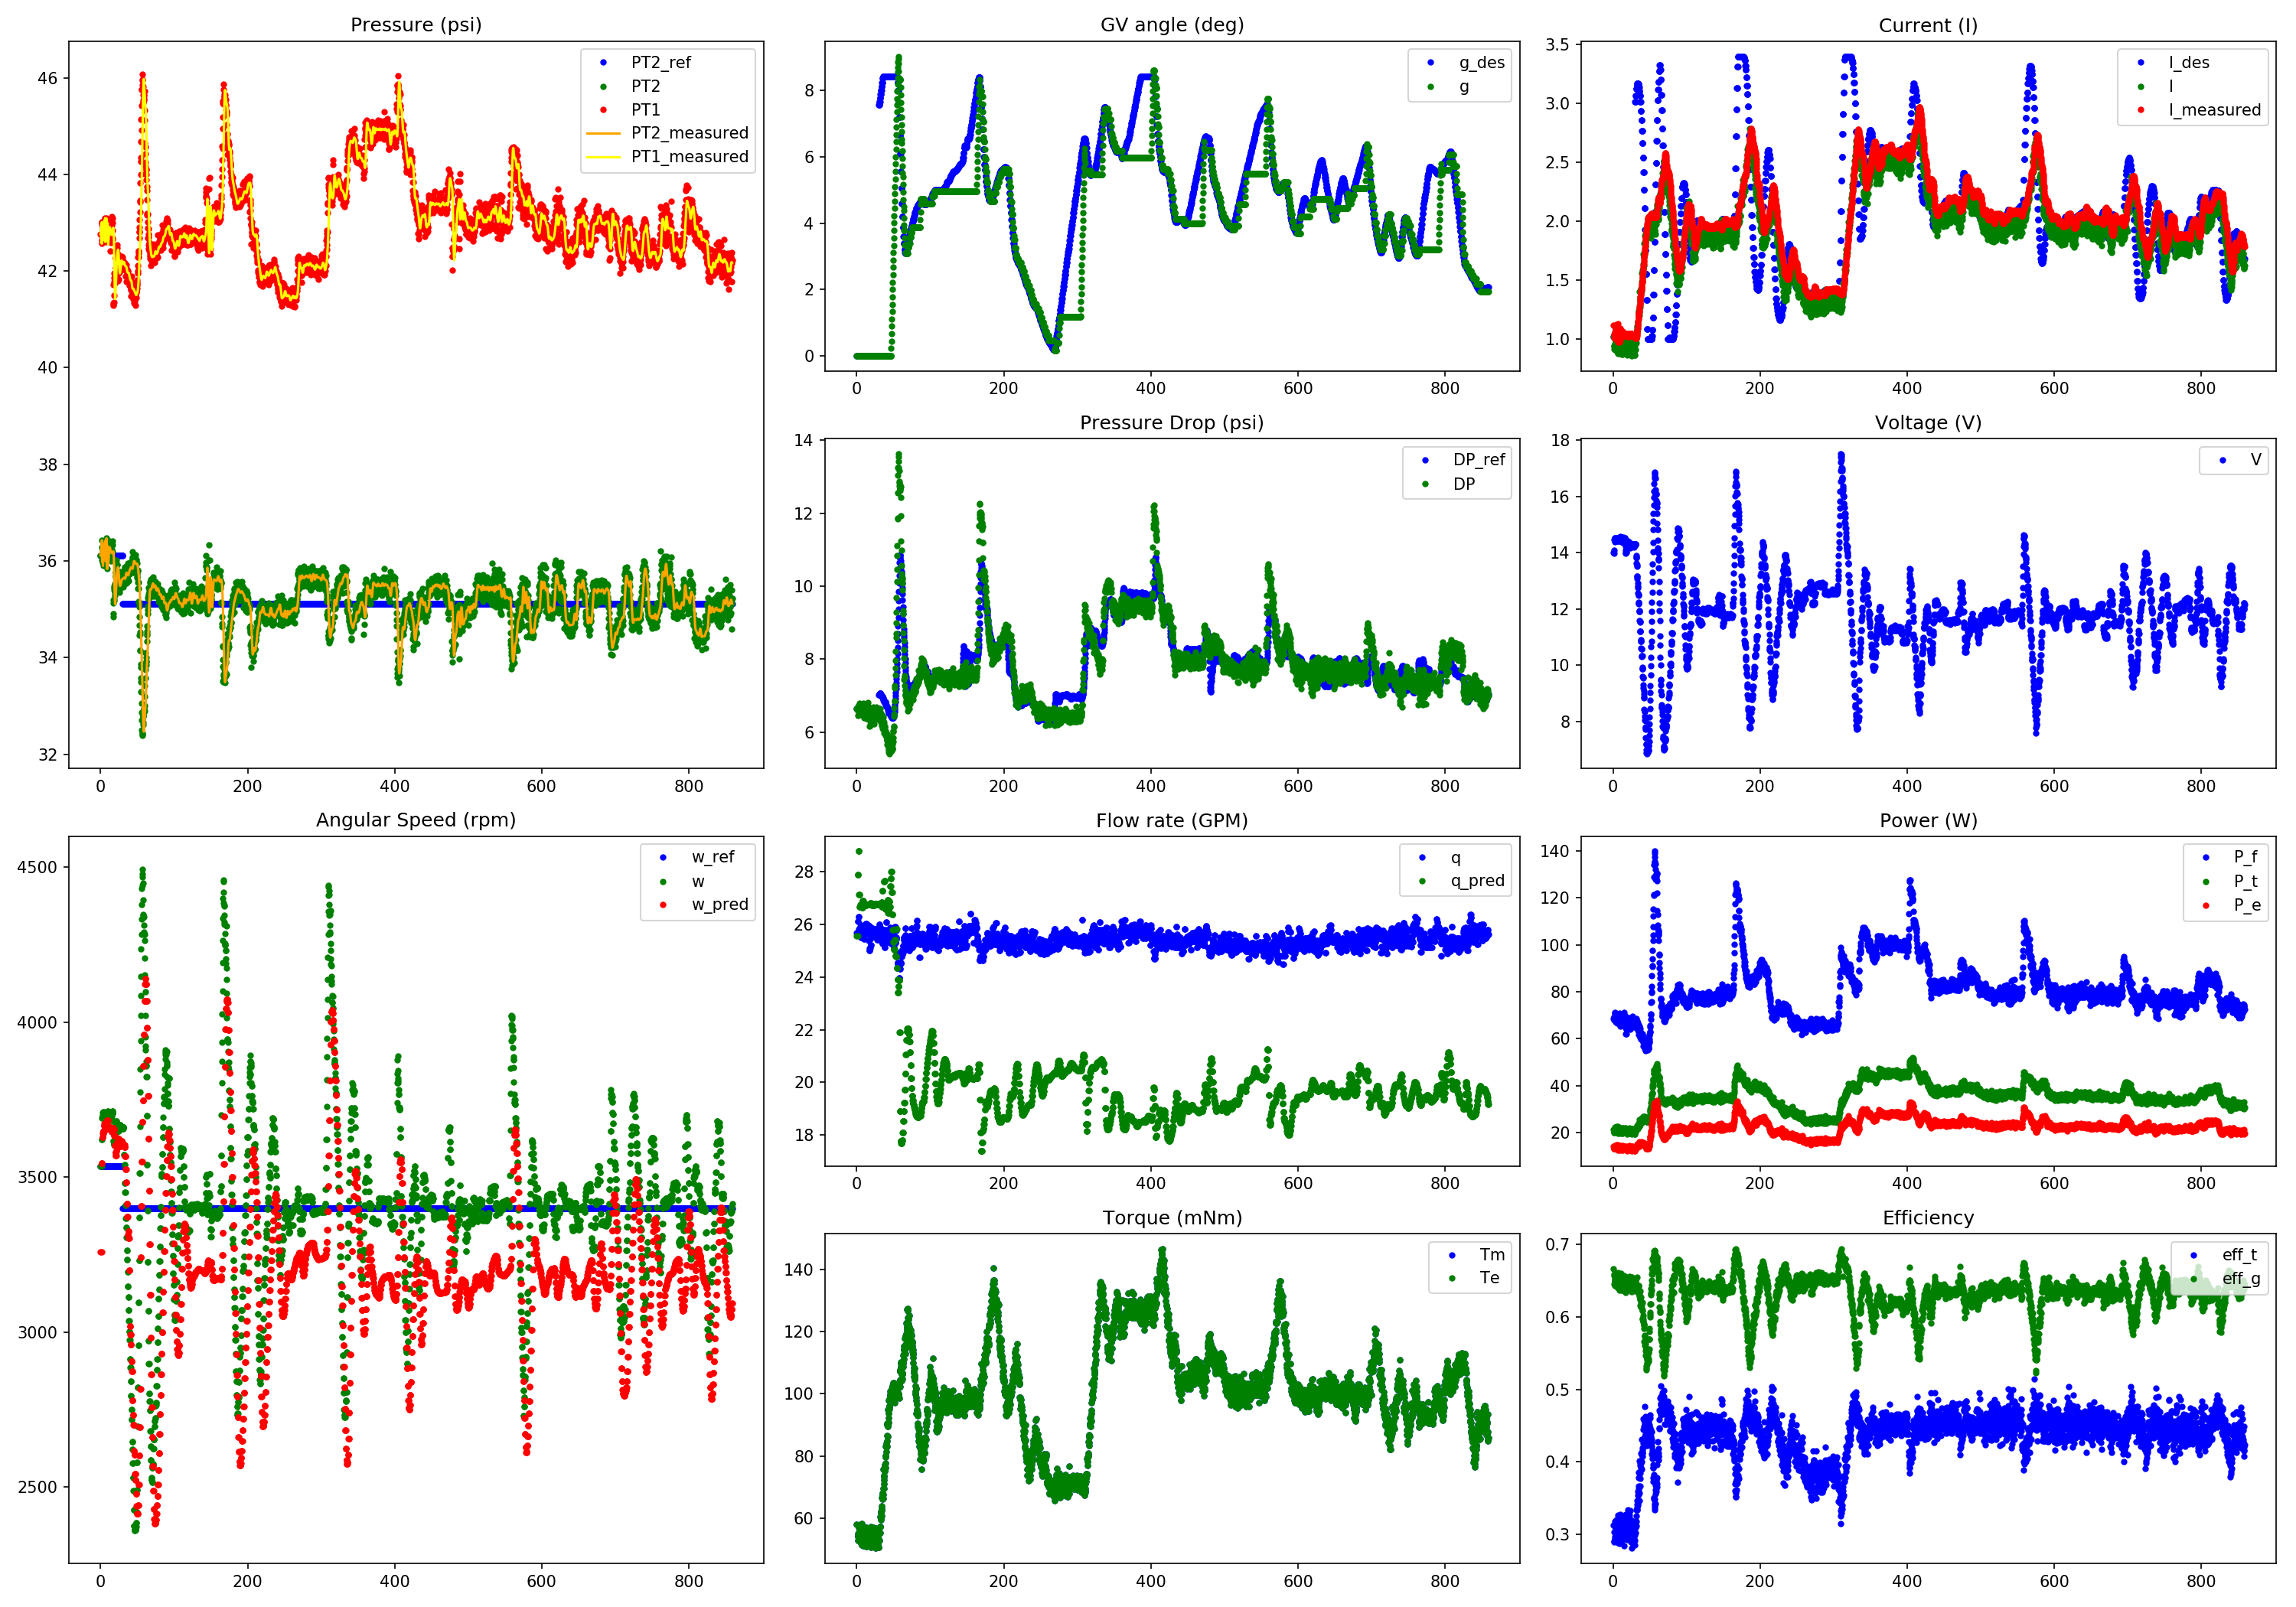 Pressure (psi)
46
44
42
40
38
36
34
32
0 200 400 600 800
PT2_ref
PT2
PT1
PT2_measured
PT1_measured
GV angle (deg)
8
6
4
2
0
0 200 400 600 800
g_des
g
Current (I)
3.5
3.0
2.5
2.0
1.5
1.0
0 200 400 600 800
I_des
I
I_measured
Pressure Drop (psi)
14
12
10
8
6
0 200 400 600 800
DP_ref
DP
Voltage (V)
18
16
14
12
10
8
0 200 400 600 800
V
Angular Speed (rpm)
4500
4000
3500
3000
2500
0 200 400 600 800
w_ref
w
w_pred
Flow rate (GPM)
28
26
24
22
20
18
0 200 400 600 800
q
q_pred
Power (W)
140
120
100
80
60
40
20
0 200 400 600 800
P_f
P_t
P_e
Torque (mNm)
140
120
100
80
60
0 200 400 600 800
Tm
Te
Efficiency
0.7
0.6
0.5
0.4
0.3
0 200 400 600 800
eff_t
eff_g